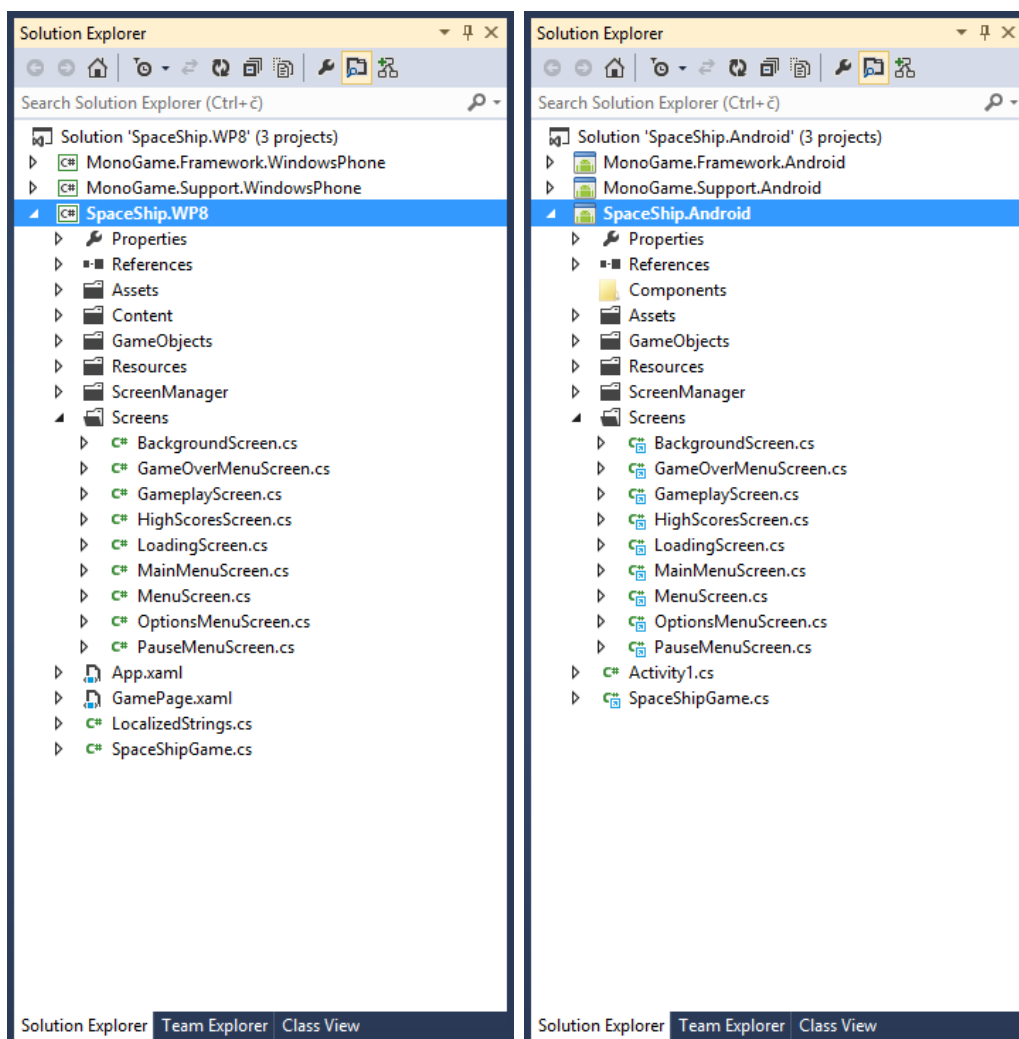 Solution Explorer
Search Solution Explorer (Ctrl+č)
Solution 'SpaceShip.WP8' (3 projects)
MonoGame.Framework.WindowsPhone
MonoGame.Support.WindowsPhone
SpaceShip.WP8
Properties
References
Assets
Content
GameObjects
Resources
ScreenManager
Screens
C# BackgroundScreen.cs
C# GameOverMenuScreen.cs
C# GameplayScreen.cs
C# HighScoresScreen.cs
C# LoadingScreen.cs
C# MainMenuScreen.cs
C# MenuScreen.cs
C# OptionsMenuScreen.cs
C# PauseMenuScreen.cs
App.xaml
GamePage.xaml
C# LocalizedStrings.cs
C# SpaceShipGame.cs
Solution Explorer Team Explorer Class View
Solution Explorer
Search Solution Explorer (Ctrl+č)
Solution 'SpaceShip.Android' (3 projects)
MonoGame.Framework.Android
MonoGame.Support.Android
SpaceShip.Android
Properties
References
Components
Assets
GameObjects
Resources
ScreenManager
Screens
C# BackgroundScreen.cs
C# GameOverMenuScreen.cs
C# GameplayScreen.cs
C# HighScoresScreen.cs
C# LoadingScreen.cs
C# MainMenuScreen.cs
C# MenuScreen.cs
C# OptionsMenuScreen.cs
C# PauseMenuScreen.cs
C# Activity1.cs
C# SpaceShipGame.cs
Solution Explorer Team Explorer Class View